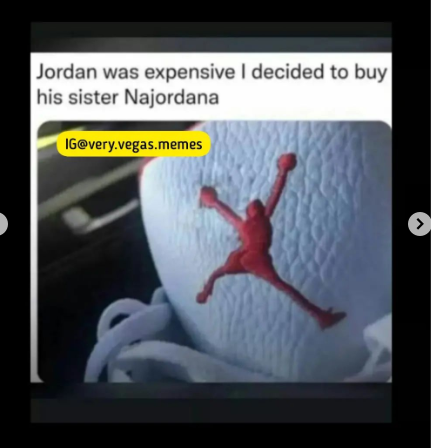 Jordan was expensive I decided to buy
his sister Najordana
IG@very.vegas.memes